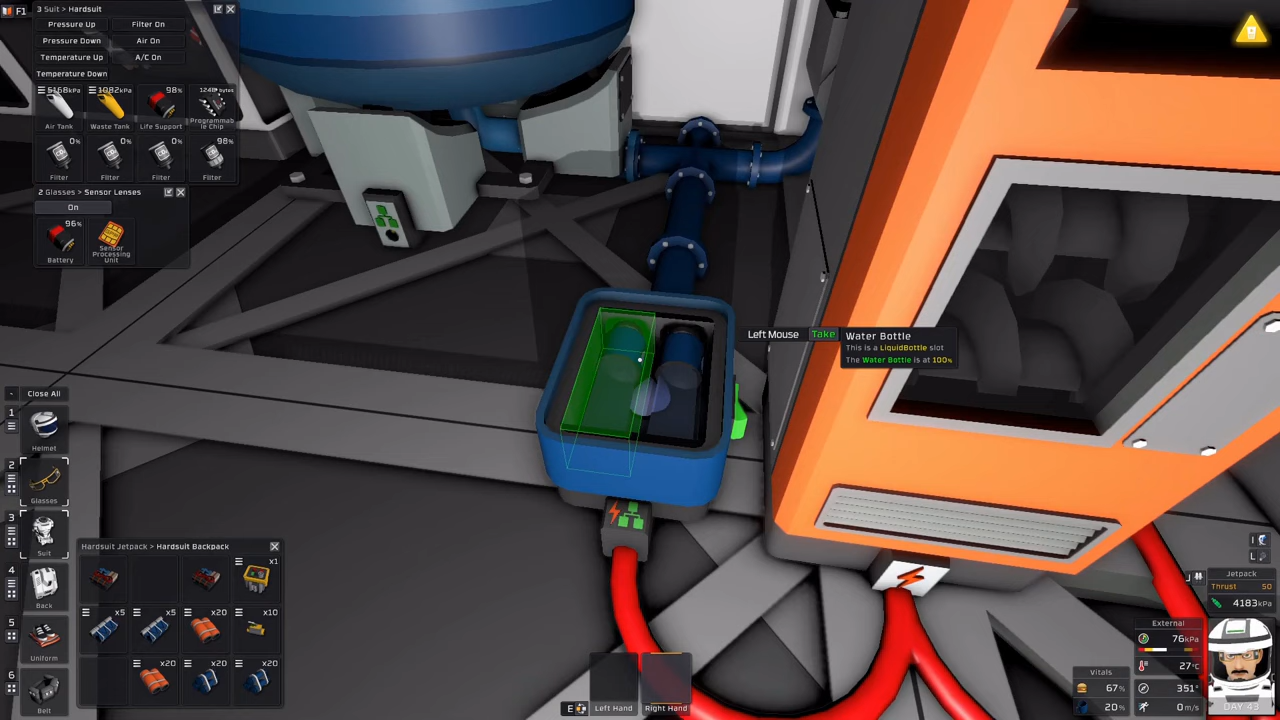 F1
3 Suit > Hardsuit
Pressure Up
Filter On
Pressure Down
Air On
Temperature Up
A/C On
Temperature Down
5168kPa
1082kPa
98%
Air Tank
Waste Tank
Life Support
Programmab
le Chip
0%
0%
0%
98%
Filter
Filter
Filter
Filter
2 Glasses > Sensor Lenses
On
96%
Battery
Sensor
Processing
Unit
Left Mouse
Take
Water Bottle
This is a LiquidBottle slot
The Water Bottle is at 100%
- Close All
1
Helmet
2
Glasses
3
Suit
4
Back
5
Uniform
6
Belt
Hardsuit Jetpack > Hardsuit Backpack
x1
x5
x5
x20
x10
x20
x20
x20
E
Left Hand
Right Hand
I
L
J
Jetpack
Thrust 50
4183kPa
External
76kPa
27°C
351°
0m/s
Vitals
67%
20%
DAY 43